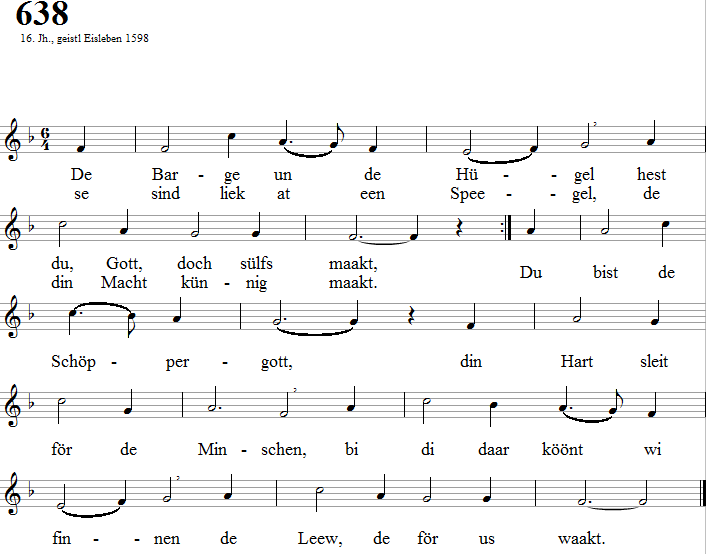 638
16. Jh., geistl Eisleben 1598
De Bar - ge un de Hü - - gel hest
se sind liek at een Spee - - gel, de
du, Gott, doch sülfs maakt,
din Macht kün - nig maakt.
Du bist de
Schöp - per - gott, din Hart sleit
för de Min - schen, bi di daarköönt wi
fin - - nen de Leew, de för us waakt.